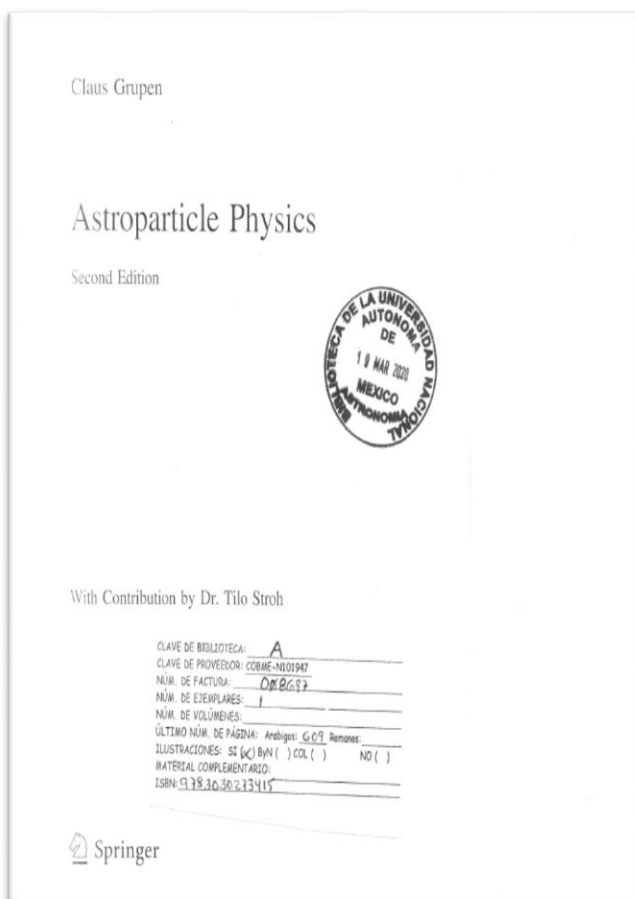 Claus Grupen
Astroparticle Physics
Second Edition
BIBLIOTECA DE LA UNIVERSIDAD NACIONAL
AUTONOMA
DE
19 MAR 2020
MEXICO
ASTRONOMIA
With Contribution by Dr. Tilo Stroh
CLAVE DE BIBLIOTECA: A
CLAVE DE PROVEEDOR: COBME-N101947
NÚM. DE FACTURA: 008697
NÚM. DE EJEMPLARES: 1
NÚM. DE VOLÚMENES:
ÚLTIMO NÚM. DE PÁGINA: Arabigos: 609 Romanos:
ILUSTRACIONES: SI (x) ByN ( ) COL ( ) NO ( )
MATERIAL COMPLEMENTARIO:
ISBN: 9783030273415
Springer